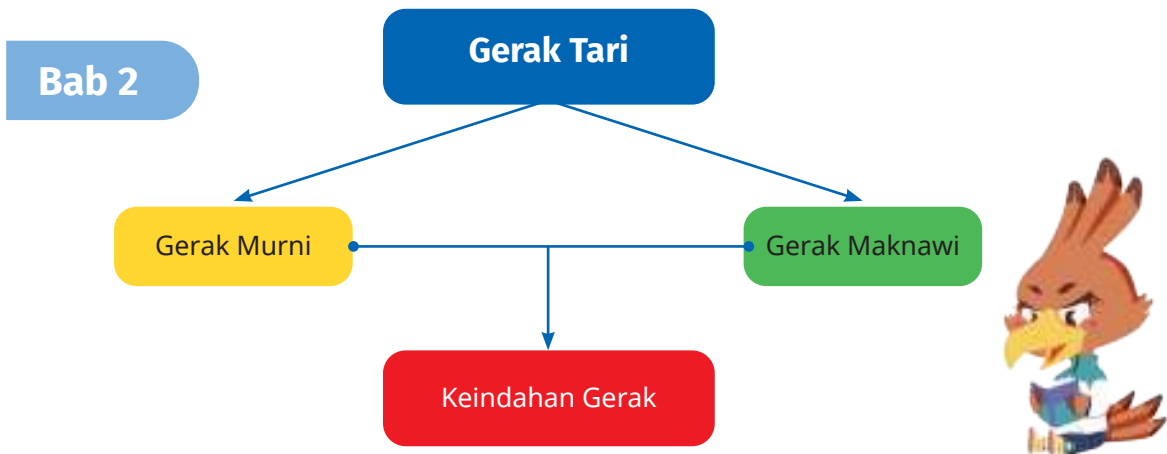 Gerak Tari
Bab 2
Gerak Murni
Gerak Maknawi
Keindahan Gerak